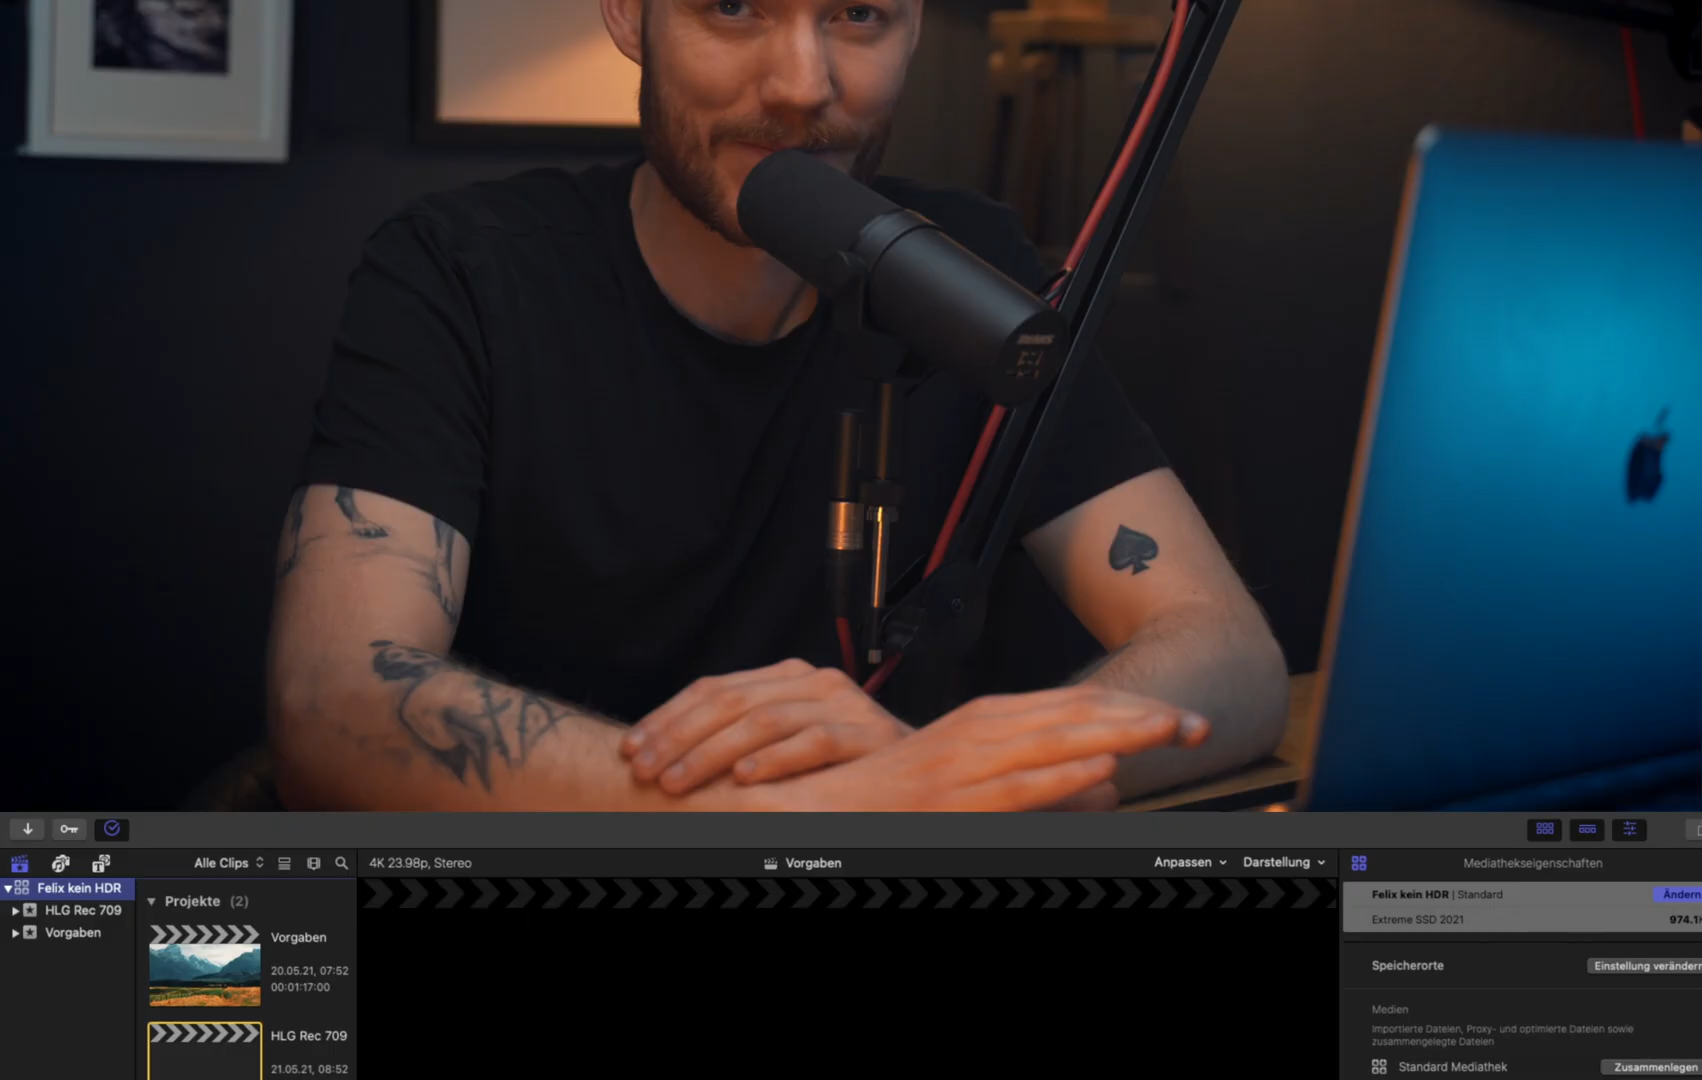 Alle Clips
4K 23.98p, Stereo
Vorgaben
Anpassen
Darstellung
Mediathekseigenschaften
Felix kein HDR
HLG Rec 709
Vorgaben
Projekte (2)
Vorgaben
20.05.21, 07:52
00:01:17:00
HLG Rec 709
21.05.21, 08:52
Felix kein HDR | Standard
Ändern
Extreme SSD 2021
974.1
Speicherorte
Einstellung verändern
Medien
Importierte Dateien, Proxy- und optimierte Dateien sowie
zusammengelegte Dateien
Standard Mediathek
Zusammenlegen